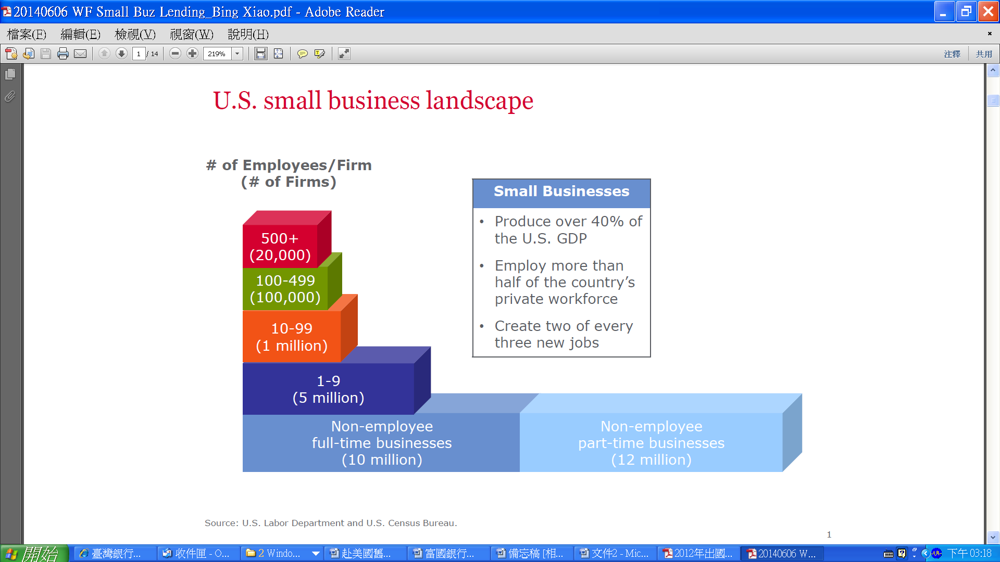 20140606 WF Small Buz Lending_Bing Xiao.pdf - Adobe Reader
檔案(F) 編輯(E) 檢視(V) 視窗(W) 說明(H)
1 / 14 219% 注釋 共用
U.S. small business landscape
# of Employees/Firm
(# of Firms)
500+
(20,000)
100-499
(100,000)
10-99
(1 million)
1-9
(5 million)
Non-employee
full-time businesses
(10 million)
Non-employee
part-time businesses
(12 million)
Small Businesses
• Produce over 40% of
the U.S. GDP
• Employ more than
half of the country’s
private workforce
• Create two of every
three new jobs
Source: U.S. Labor Department and U.S. Census Bureau.
1
開始 臺灣銀行... 收件匣 - O... 2 Windo... 赴美國舊... 富國銀行... 備忘稿 [相... 文件2 - Mic... 2012年出國... 20140606 W... 下午 03:18